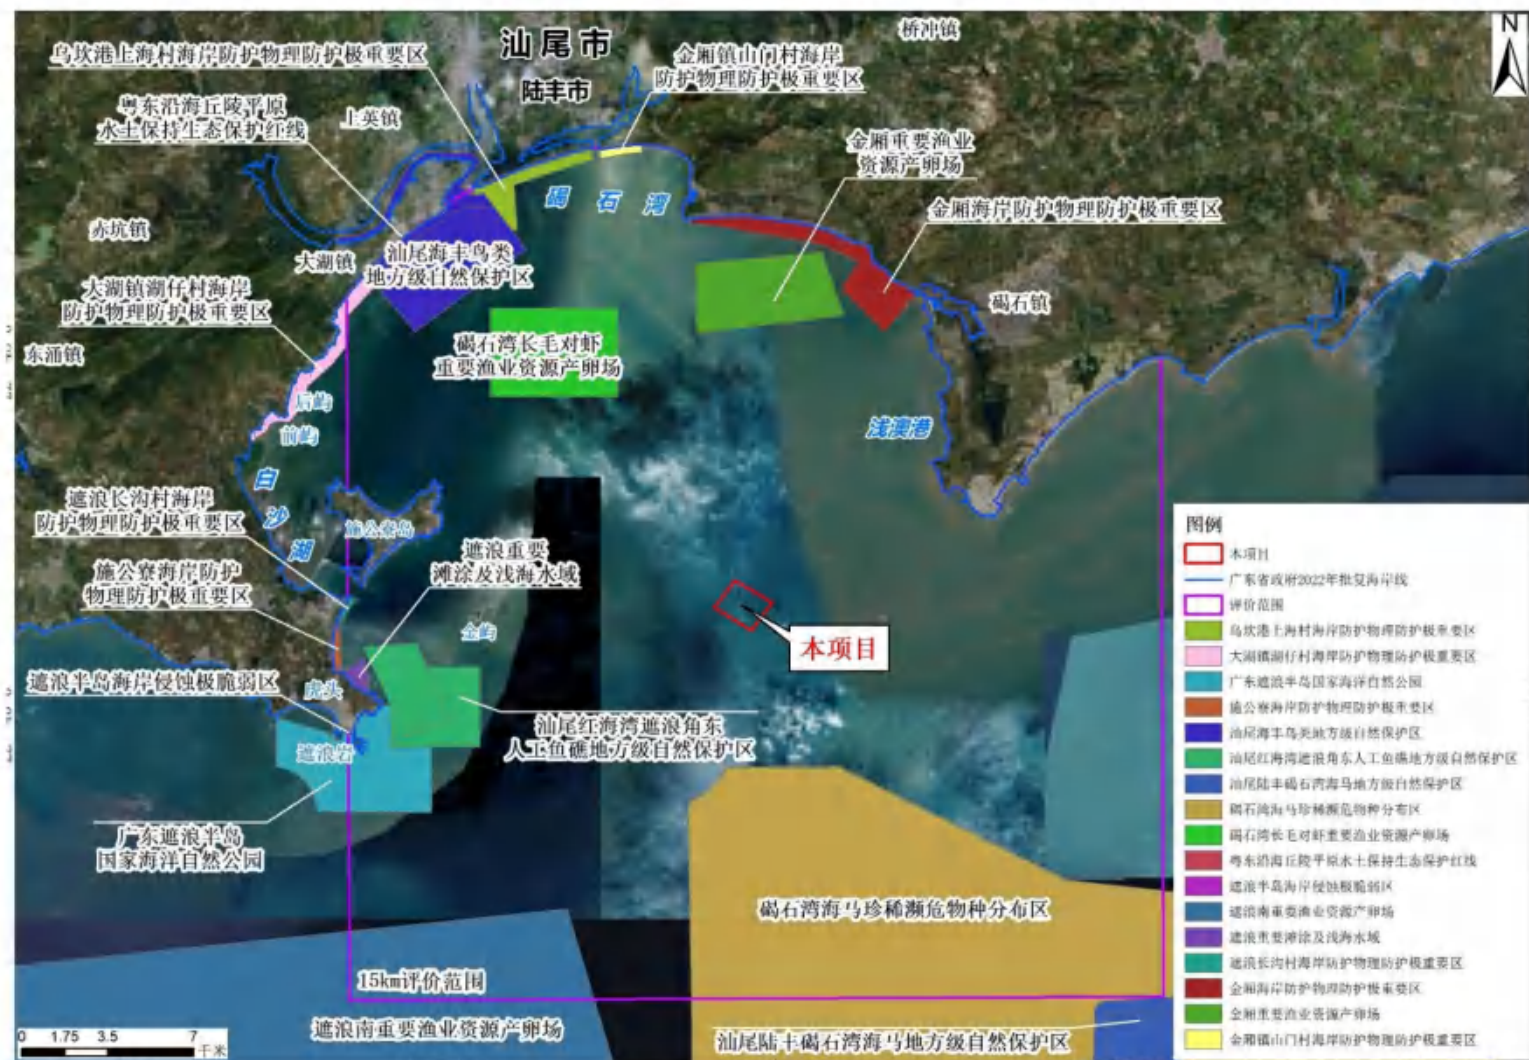 N
桥冲镇
汕尾市
陆丰市
乌坎港上海村海岸防护物理防护极重要区
金厢镇山门村海岸
防护物理防护极重要区
粤东沿海丘陵平原
水土保持生态保护红线
上英镇
金厢重要渔业
资源产卵场
碣石湾
金厢海岸防护物理防护极重要区
赤坑镇
大湖镇
汕尾海丰鸟类
地方级自然保护区
大湖镇湖仔村海岸
防护物理防护极重要区
碣石镇
东涌镇
碣石湾长毛对虾
重要渔业资源产卵场
后屿
前屿
浅澳港
白沙湖
遮浪长沟村海岸
防护物理防护极重要区
施公寮岛
遮浪重要
滩涂及浅海水域
施公寮海岸防护
物理防护极重要区
金屿
本项目
遮浪半岛海岸侵蚀极脆弱区
虎头
遮浪岩
汕尾红海湾遮浪角东
人工鱼礁地方级自然保护区
广东遮浪半岛
国家海洋自然公园
碣石湾海马珍稀濒危物种分布区
15km评价范围
遮浪南重要渔业资源产卵场
汕尾陆丰碣石湾海马地方级自然保护区
0 1.75 3.5 7
千米
图例
本项目
广东省政府2022年批复海岸线
评价范围
乌坎港上海村海岸防护物理防护极重要区
大湖镇湖仔村海岸防护物理防护极重要区
广东遮浪半岛国家海洋自然公园
施公寮海岸防护物理防护极重要区
汕尾海丰鸟类地方级自然保护区
汕尾红海湾遮浪角东人工鱼礁地方级自然保护区
汕尾陆丰碣石湾海马地方级自然保护区
碣石湾海马珍稀濒危物种分布区
碣石湾长毛对虾重要渔业资源产卵场
粤东沿海丘陵平原水土保持生态保护红线
遮浪半岛海岸侵蚀极脆弱区
遮浪南重要渔业资源产卵场
遮浪重要滩涂及浅海水域
遮浪长沟村海岸防护物理防护极重要区
金厢海岸防护物理防护极重要区
金厢重要渔业资源产卵场
金厢镇山门村海岸防护物理防护极重要区